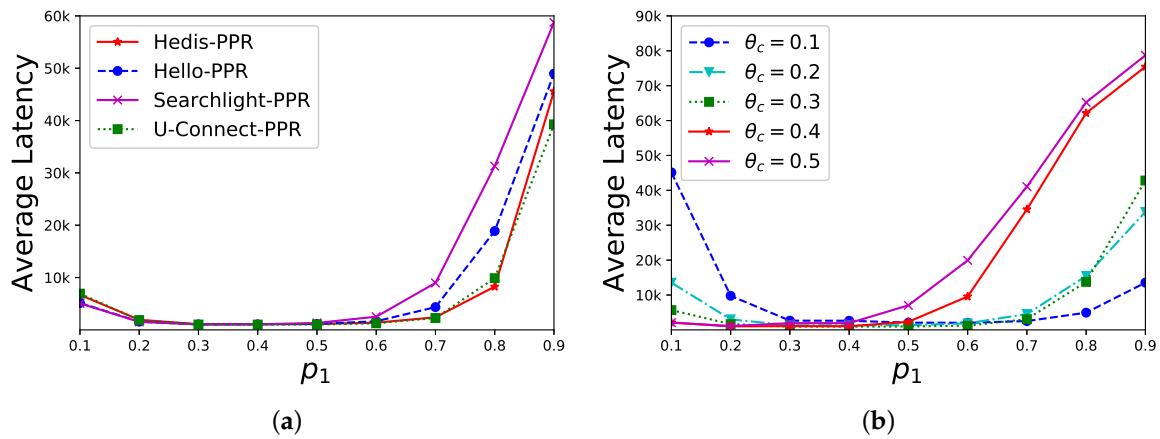 60k
50k
40k
30k
20k
10k
Average Latency
Hedis-PPR
Hello-PPR
Searchlight-PPR
U-Connect-PPR
0.1 0.2 0.3 0.4 0.5 0.6 0.7 0.8 0.9
p₁
(a)
90k
80k
70k
60k
50k
40k
30k
20k
10k
Average Latency
θc = 0.1
θc = 0.2
θc = 0.3
θc = 0.4
θc = 0.5
0.1 0.2 0.3 0.4 0.5 0.6 0.7 0.8 0.9
p₁
(b)